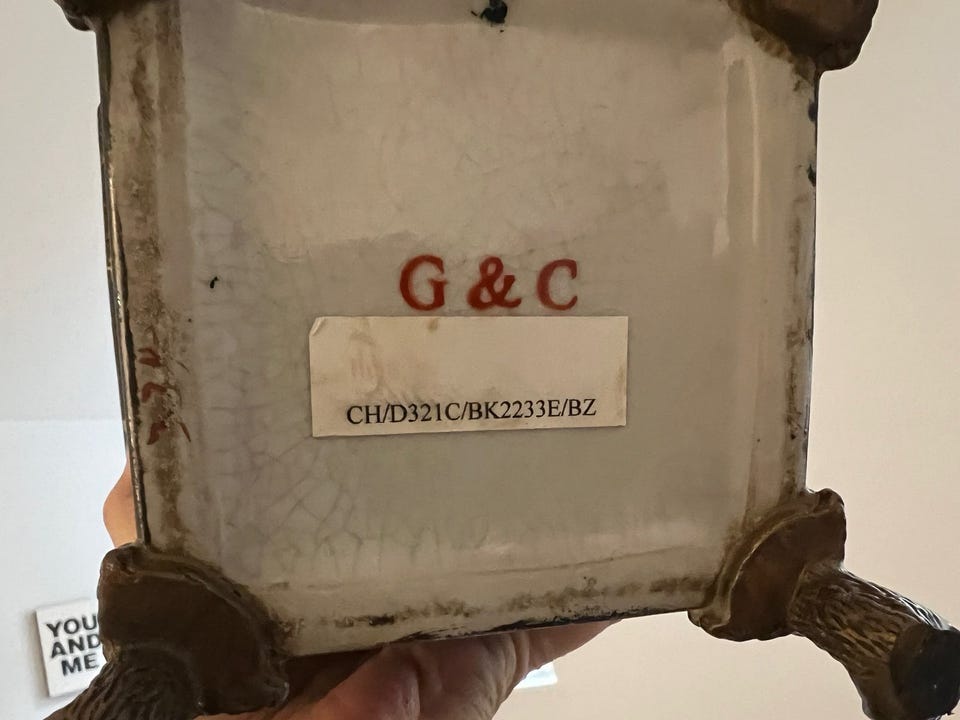 G & C
CH/D321C/BK2233E/BZ
YOU
AND
ME